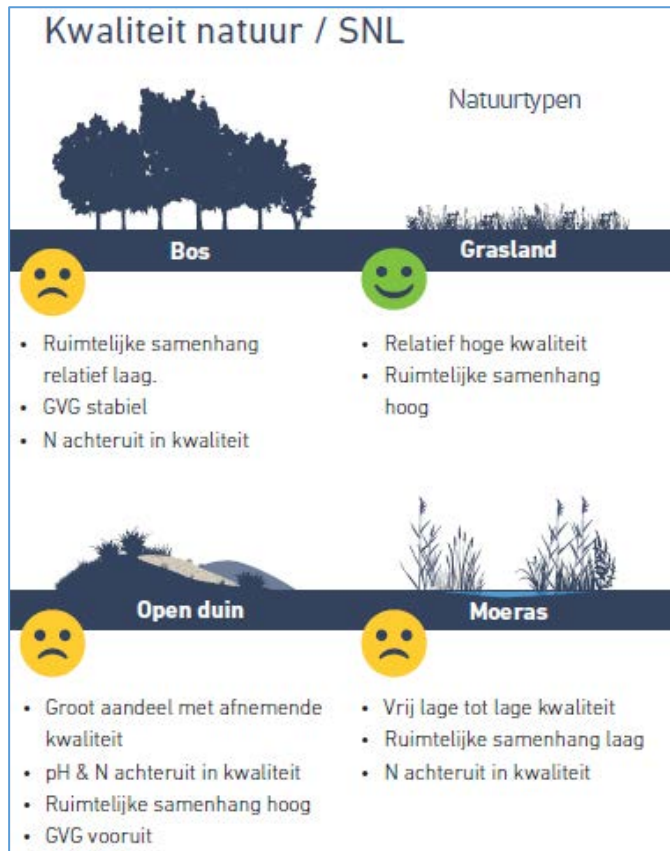 Kwaliteit natuur / SNL
Natuurtypen
Bos
• Ruimtelijke samenhang
relatief laag.
• GVG stabiel
• N achteruit in kwaliteit
Grasland
• Relatief hoge kwaliteit
• Ruimtelijke samenhang
hoog
Open duin
• Groot aandeel met afnemende
kwaliteit
• pH & N achteruit in kwaliteit
• Ruimtelijke samenhang hoog
• GVG vooruit
Moeras
• Vrij lage tot lage kwaliteit
• Ruimtelijke samenhang laag
• N achteruit in kwaliteit